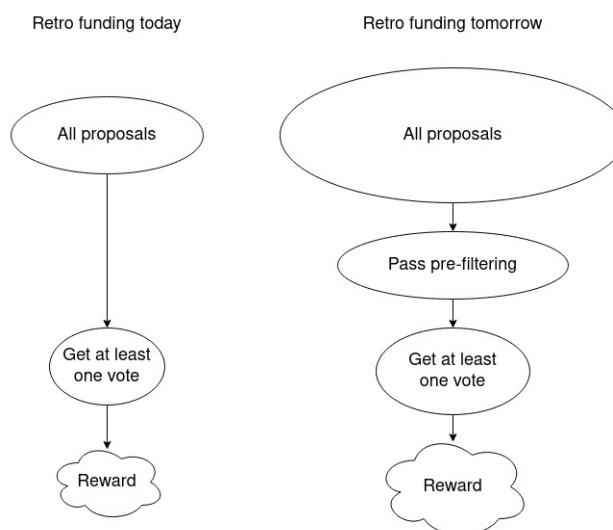 Retro funding today
Retro funding tomorrow
All proposals
All proposals
Pass pre-filtering
Get at least
one vote
Get at least
one vote
Reward
Reward